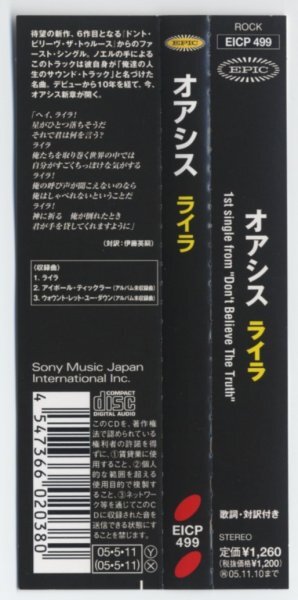 待望の新作、6作目となる「ドント・
ビリーヴ・ザ・トゥルース」からのファ
ースト・シングル。ノエルの手による
このトラックは彼自身が「俺達の人
生のサウンド・トラック」と名づけた
名曲。デビューから10年を経て、今、
オアシス新章が開く。
「ヘイ、ライラ!
星がひとつ落ちそうだ
それで君は何を言う?
ライラ
俺たちを取り巻く世界の中では
自分がすごくちっぽけな気がする
ライラ!
俺の呼び声が聞こえないのなら
俺はしゃべれないということだ
ライラ!
神に祈る 俺が倒れたとき
君が手を貸してくれますように」
(対訳:伊藤英嗣)
〈収録曲〉
1. ライラ
2. アイボール・ティックラー(アルバム未収録曲)
3. ウォウント・レット・ユー・ダウン(アルバム未収録曲)
Sony Music Japan
International Inc.
COMPACT
disc
DIGITAL AUDIO
このCDを、著作権
法で認められている
権利者の許諾を得
ずに、①賃貸業に使
用すること、②個人
的な範囲を超える
使用目的で複製す
ること、③ネットワー
ク等を通じてこのC
Dに収録された音を
送信できる状態にす
ることを禁じます。
4 547366 020380
05・5・11 Y
(05・5・11) X
EPIC
オアシス ライラ
EICP
499
ROCK
EICP 499
EPIC
オアシス ライラ
1st single from "Don't Believe The Truth"
歌詞・対訳付き
STEREO
定価¥1,260
(税抜価格¥1,200)
H 05.11.10まで